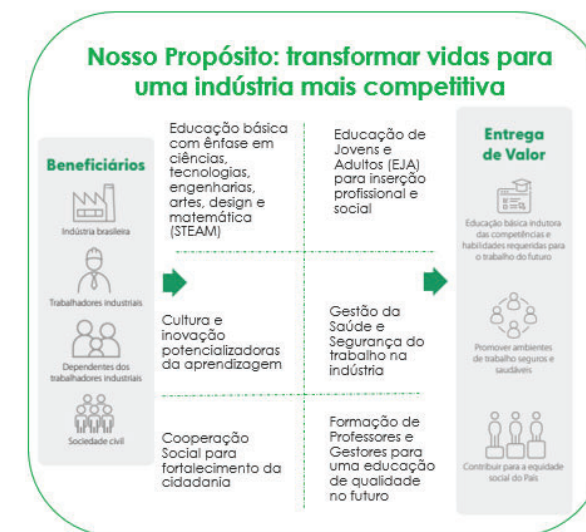 Nosso Propósito: transformar vidas para
uma indústria mais competitiva
Beneficiários
Indústria brasileira
Trabalhadores industriais
Dependentes dos
trabalhadores industriais
Sociedade civil
Educação básica
com ênfase em
ciências,
tecnologias,
engenharias,
artes, design e
matemática
(STEAM)
Educação de
Jovens e
Adultos (EJA)
para inserção
profissional e
social
Cultura e
inovação
potencializadoras
da aprendizagem
Gestão da
Saúde e
Segurança do
trabalho na
indústria
Cooperação
Social para
fortalecimento da
cidadania
Formação de
Professores e
Gestores para
uma educação
de qualidade
no futuro
Entrega
de Valor
Educação básica indutora
das competências e
habilidades requeridas para
o trabalho do futuro
Promover ambientes
de trabalho seguros e
saudáveis
Contribuir para a equidade
social do País